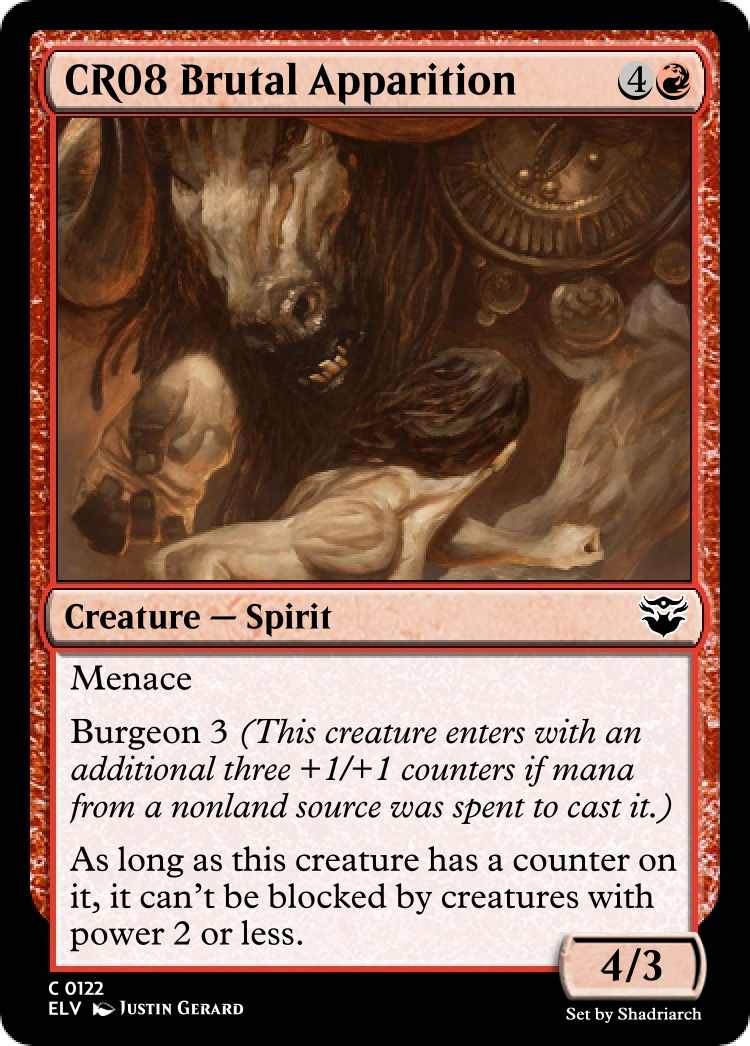 CR08 Brutal Apparition 4
Creature — Spirit
Menace
Burgeon 3 (This creature enters with an
additional three +1/+1 counters if mana
from a nonland source was spent to cast it.)
As long as this creature has a counter on
it, it can't be blocked by creatures with
power 2 or less.
4/3
C 0122
ELV Justin Gerard
Set by Shadriarch